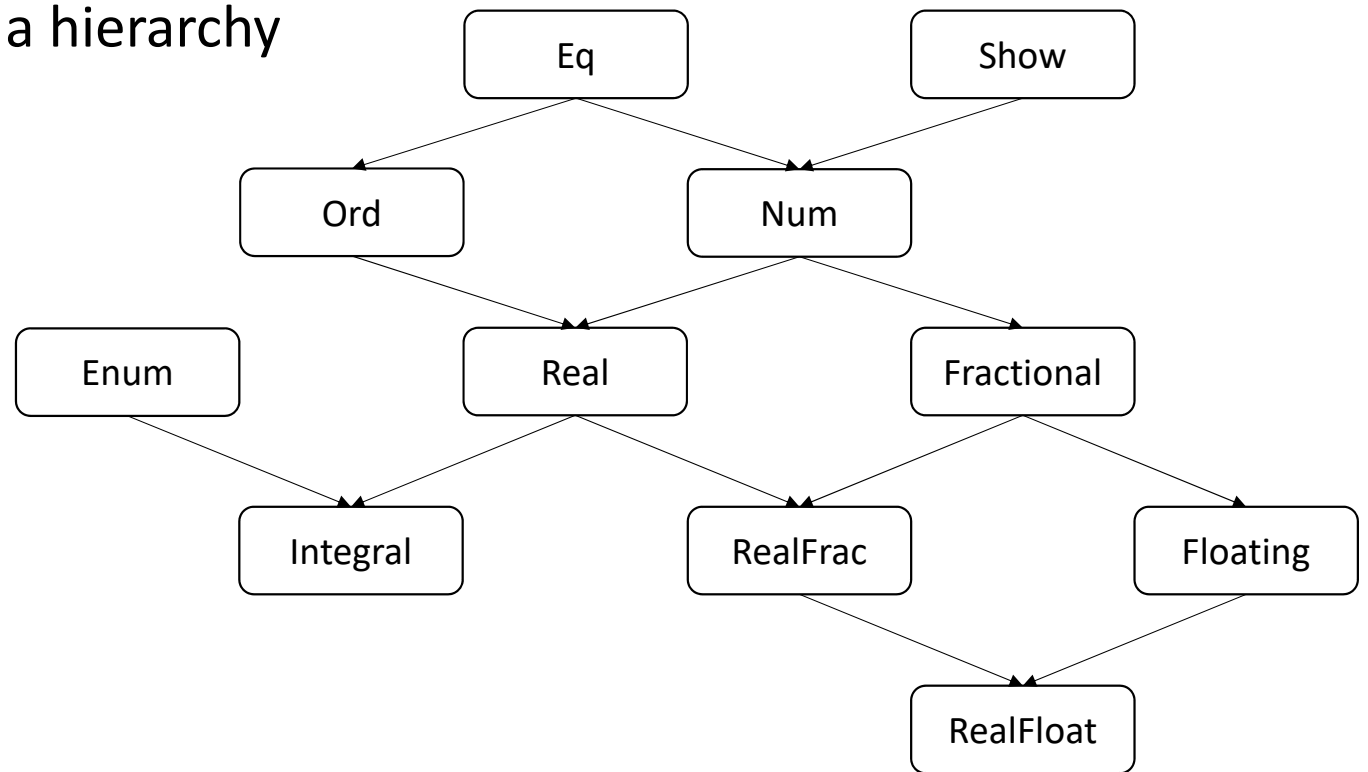 a hierarchy
Eq
Show
Ord
Num
Enum
Real
Fractional
Integral
RealFrac
Floating
RealFloat